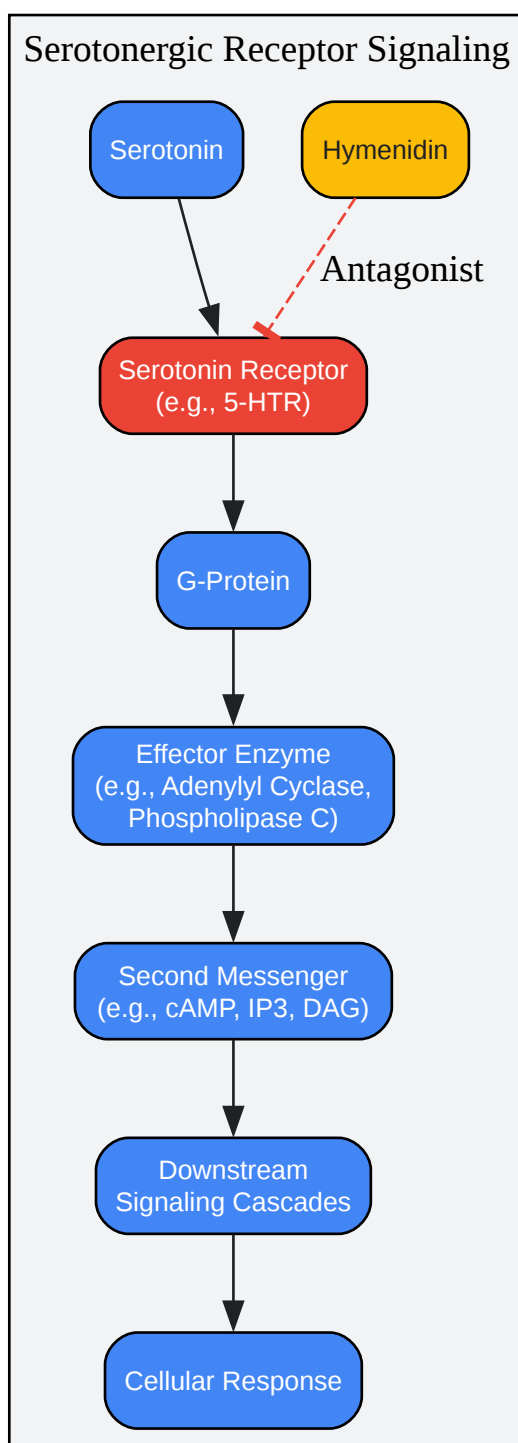 Serotonergic Receptor Signaling
Serotonin
Hymenidin
Antagonist
Serotonin Receptor
(e.g., 5-HTR)
G-Protein
Effector Enzyme
(e.g., Adenylyl Cyclase,
Phospholipase C)
Second Messenger
(e.g., cAMP, IP3, DAG)
Downstream
Signaling Cascades
Cellular Response